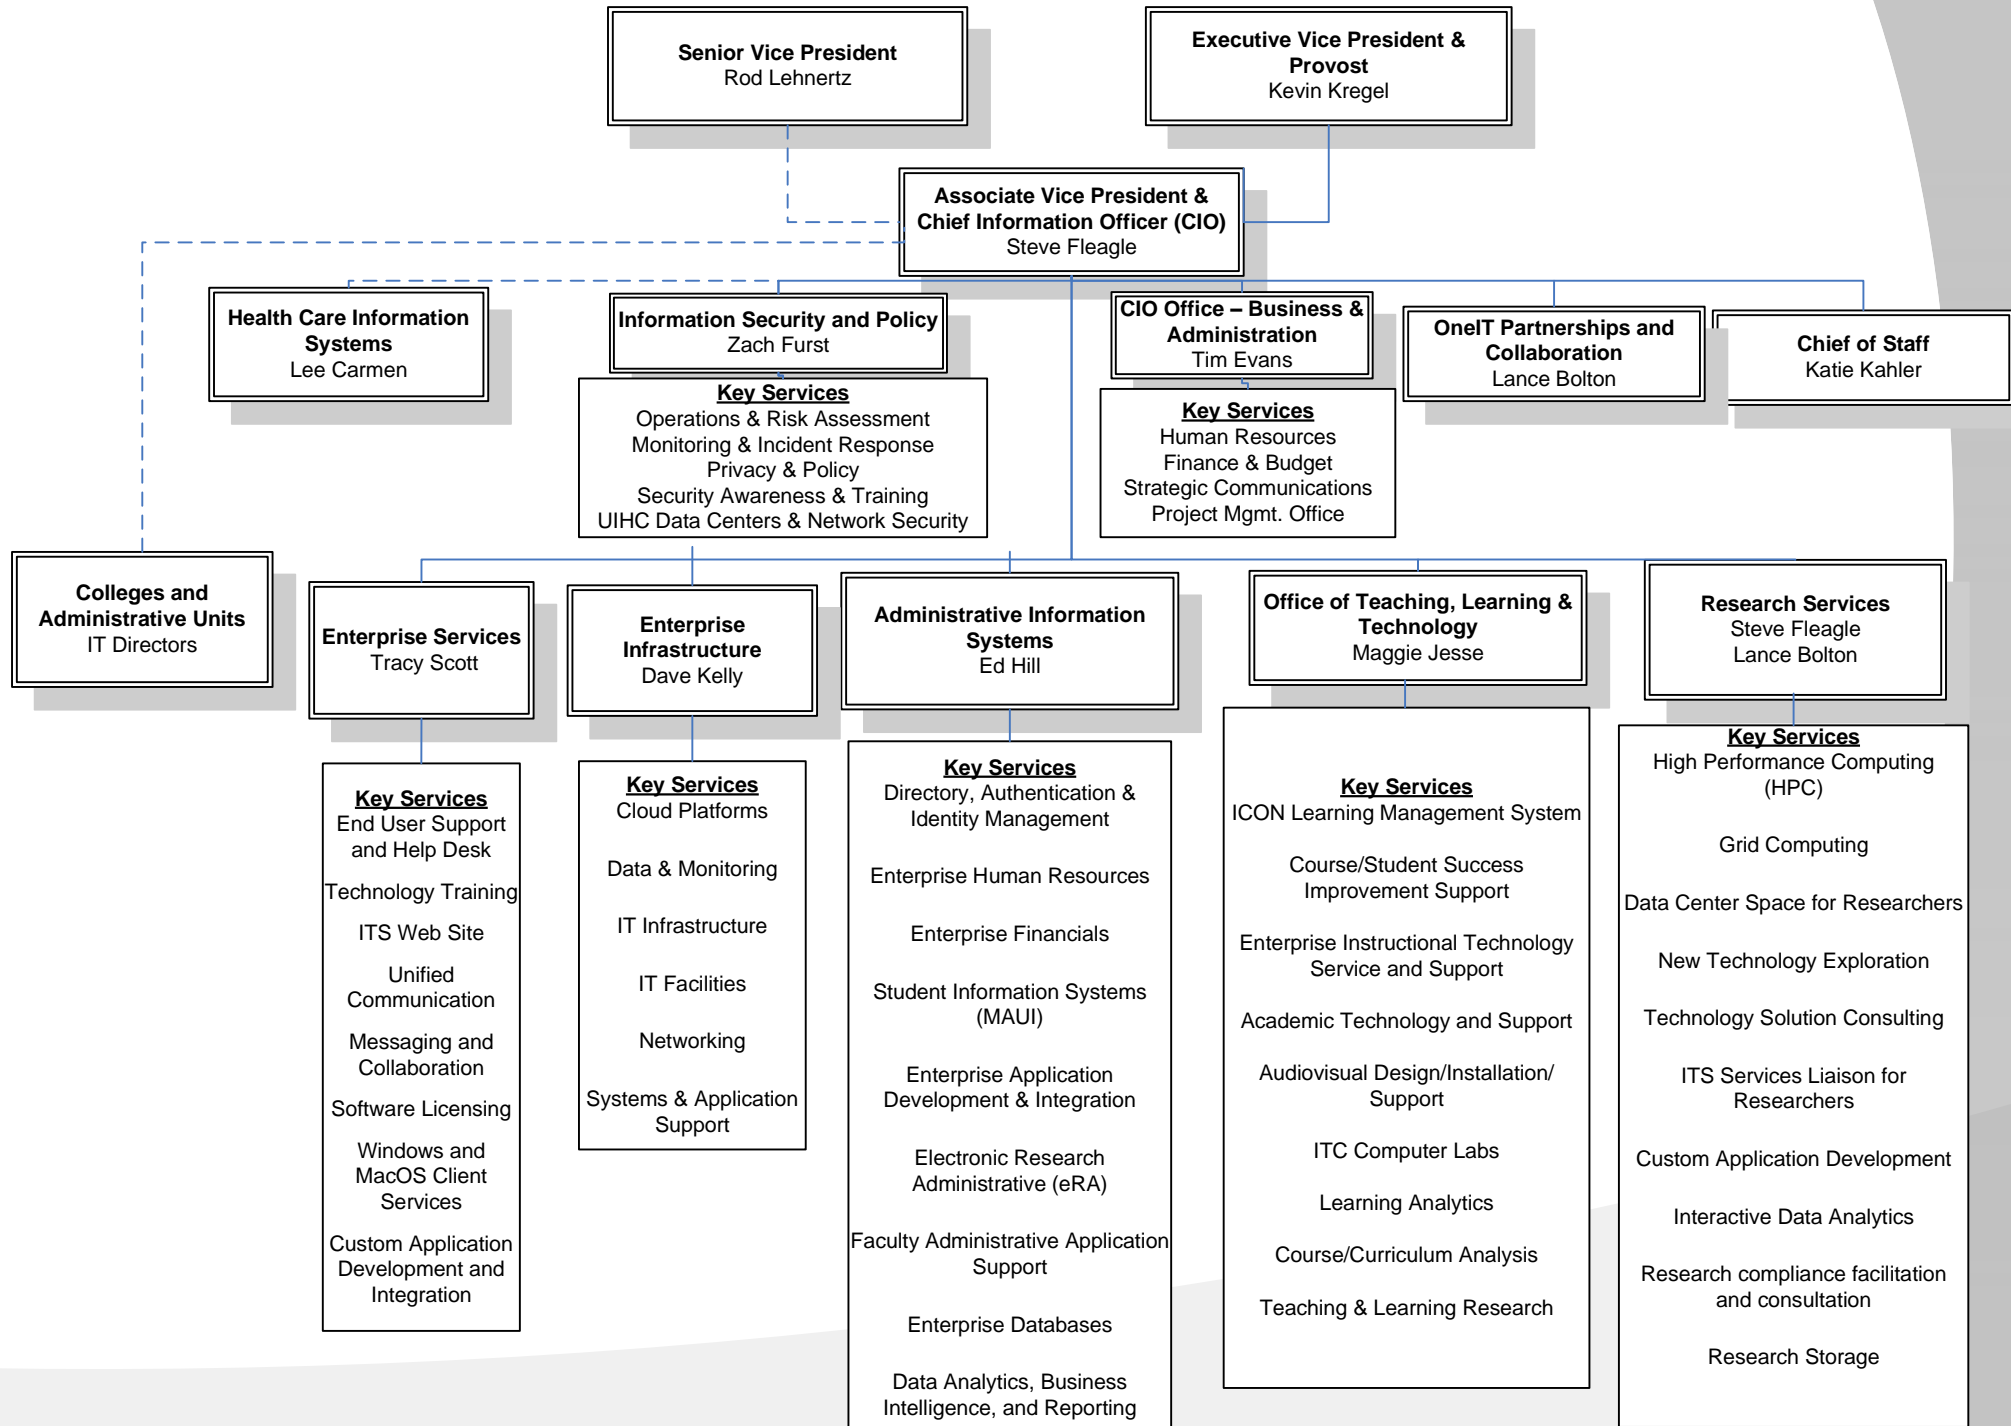 Senior Vice President
Rod Lehnertz
Executive Vice President &
Provost
Kevin Kregel
Associate Vice President &
Chief Information Officer (CIO)
Steve Fleagle
Health Care Information
Systems
Lee Carmen
Information Security and Policy
Zach Furst
Key Services
Operations & Risk Assessment
Monitoring & Incident Response
Privacy & Policy
Security Awareness & Training
UIHC Data Centers & Network Security
CIO Office – Business &
Administration
Tim Evans
Key Services
Human Resources
Finance & Budget
Strategic Communications
Project Mgmt. Office
OneIT Partnerships and
Collaboration
Lance Bolton
Chief of Staff
Katie Kahler
Colleges and
Administrative Units
IT Directors
Enterprise Services
Tracy Scott
Key Services
End User Support
and Help Desk
Technology Training
ITS Web Site
Unified
Communication
Messaging and
Collaboration
Software Licensing
Windows and
MacOS Client
Services
Custom Application
Development and
Integration
Enterprise
Infrastructure
Dave Kelly
Key Services
Cloud Platforms
Data & Monitoring
IT Infrastructure
IT Facilities
Networking
Systems & Application
Support
Administrative Information
Systems
Ed Hill
Key Services
Directory, Authentication &
Identity Management
Enterprise Human Resources
Enterprise Financials
Student Information Systems
(MAUI)
Enterprise Application
Development & Integration
Electronic Research
Administrative (eRA)
Faculty Administrative Application
Support
Enterprise Databases
Data Analytics, Business
Intelligence, and Reporting
Office of Teaching, Learning &
Technology
Maggie Jesse
Key Services
ICON Learning Management System
Course/Student Success
Improvement Support
Enterprise Instructional Technology
Service and Support
Academic Technology and Support
Audiovisual Design/Installation/
Support
ITC Computer Labs
Learning Analytics
Course/Curriculum Analysis
Teaching & Learning Research
Research Services
Steve Fleagle
Lance Bolton
Key Services
High Performance Computing
(HPC)
Grid Computing
Data Center Space for Researchers
New Technology Exploration
Technology Solution Consulting
ITS Services Liaison for
Researchers
Custom Application Development
Interactive Data Analytics
Research compliance facilitation
and consultation
Research Storage